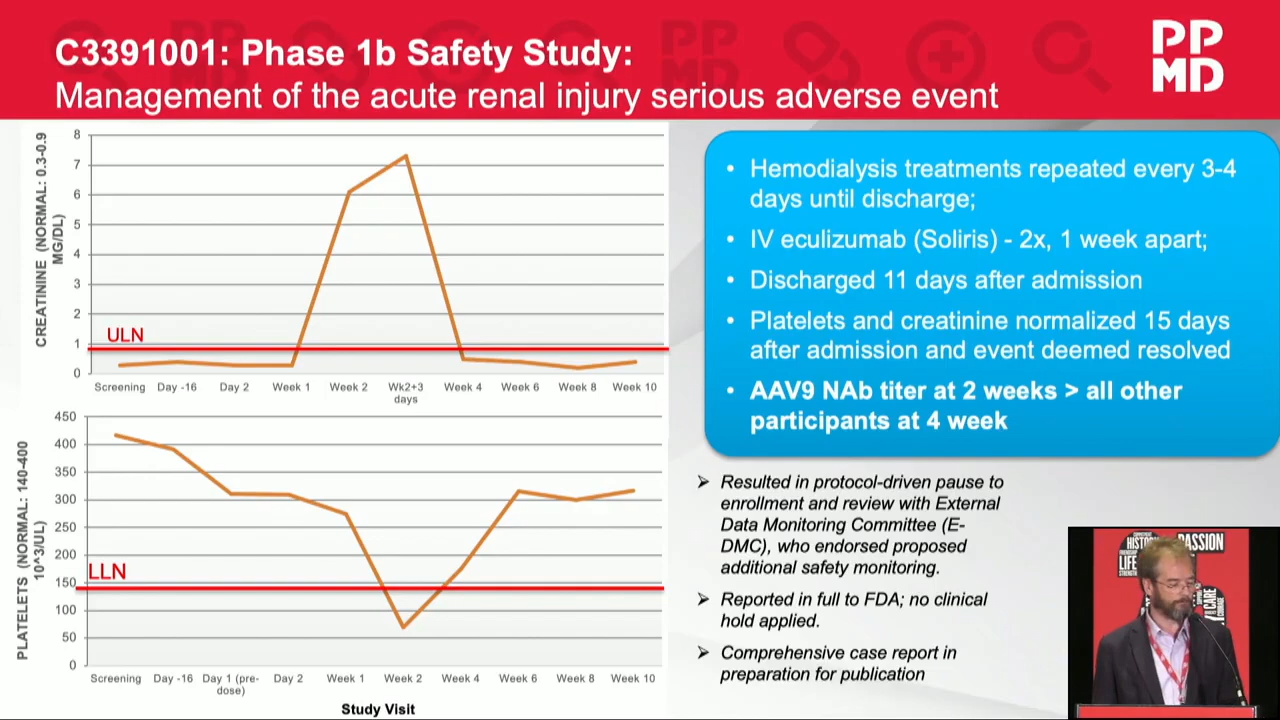 C3391001: Phase 1b Safety Study:
Management of the acute renal injury serious adverse event
PP
MD
CREATININE (NORMAL: 0.3-0.9
MG/DL)
8
7
6
5
4
3
2
1
0
ULN
Screening Day -16 Day 2 Week 1 Week 2 Wk2+3 Week 4 Week 6 Week 8 Week 10
days
PLATELETS (NORMAL: 140-400
10^3/UL)
450
400
350
300
250
200
150
100
50
0
LLN
Screening Day -16 Day 1 (pre- Day 2 Week 1 Week 2 Week 4 Week 6 Week 8 Week 10
dose)
Study Visit
• Hemodialysis treatments repeated every 3-4
days until discharge;
• IV eculizumab (Soliris) - 2x, 1 week apart;
• Discharged 11 days after admission
• Platelets and creatinine normalized 15 days
after admission and event deemed resolved
• AAV9 NAb titer at 2 weeks > all other
participants at 4 week
➢ Resulted in protocol-driven pause to
enrollment and review with External
Data Monitoring Committee (E-
DMC), who endorsed proposed
additional safety monitoring.
➢ Reported in full to FDA; no clinical
hold applied.
➢ Comprehensive case report in
preparation for publication
PASSION
LIFE
CARE